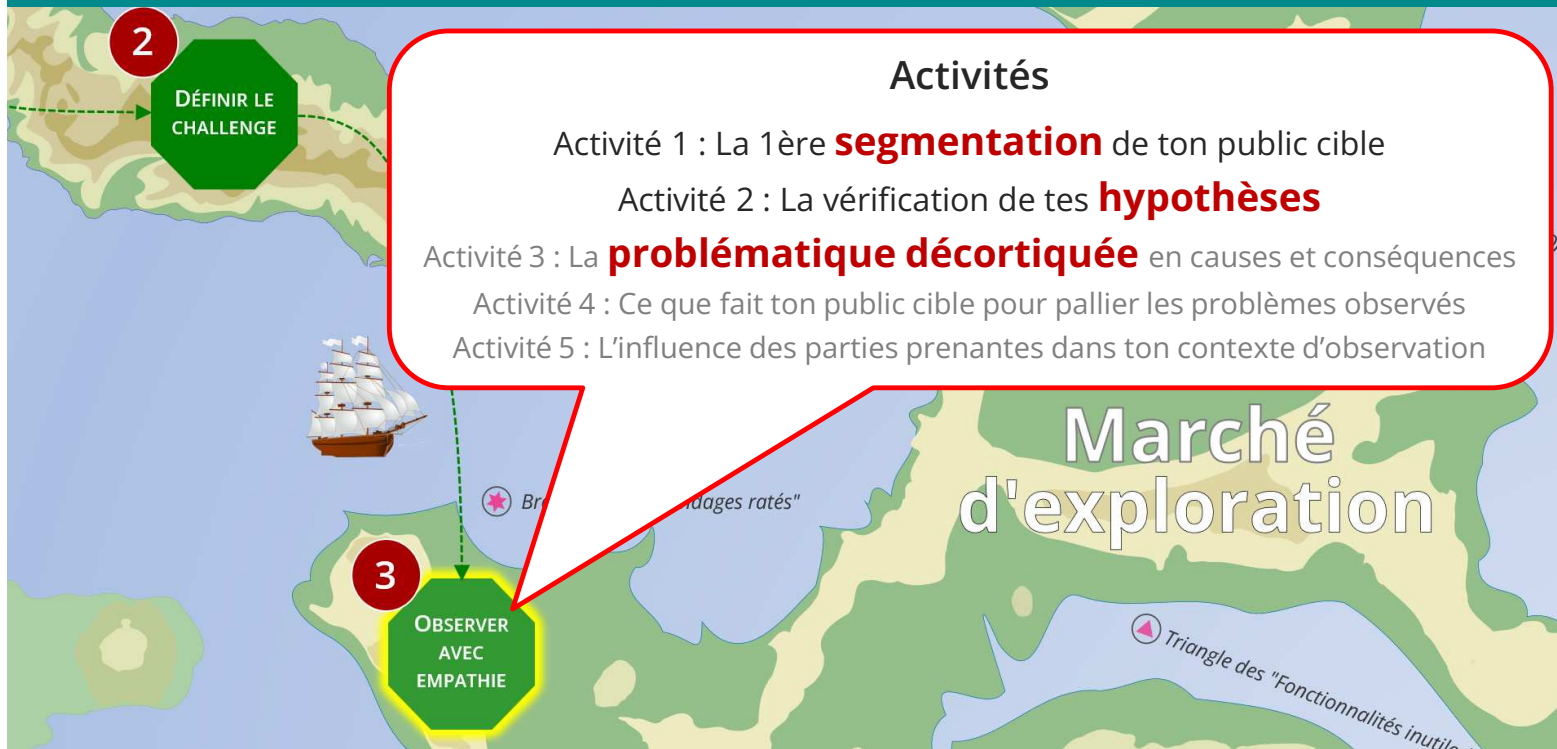 2
DÉFINIR LE
CHALLENGE
Activités
Activité 1 : La 1ère segmentation de ton public cible
Activité 2 : La vérification de tes hypothèses
Activité 3 : La problématique décortiquée en causes et conséquences
Activité 4 : Ce que fait ton public cible pour pallier les problèmes observés
Activité 5 : L'influence des parties prenantes dans ton contexte d'observation
Marché
d'exploration
ratés"
3
OBSERVER
AVEC
EMPATHIE
Triangle des "Fonctionnalités